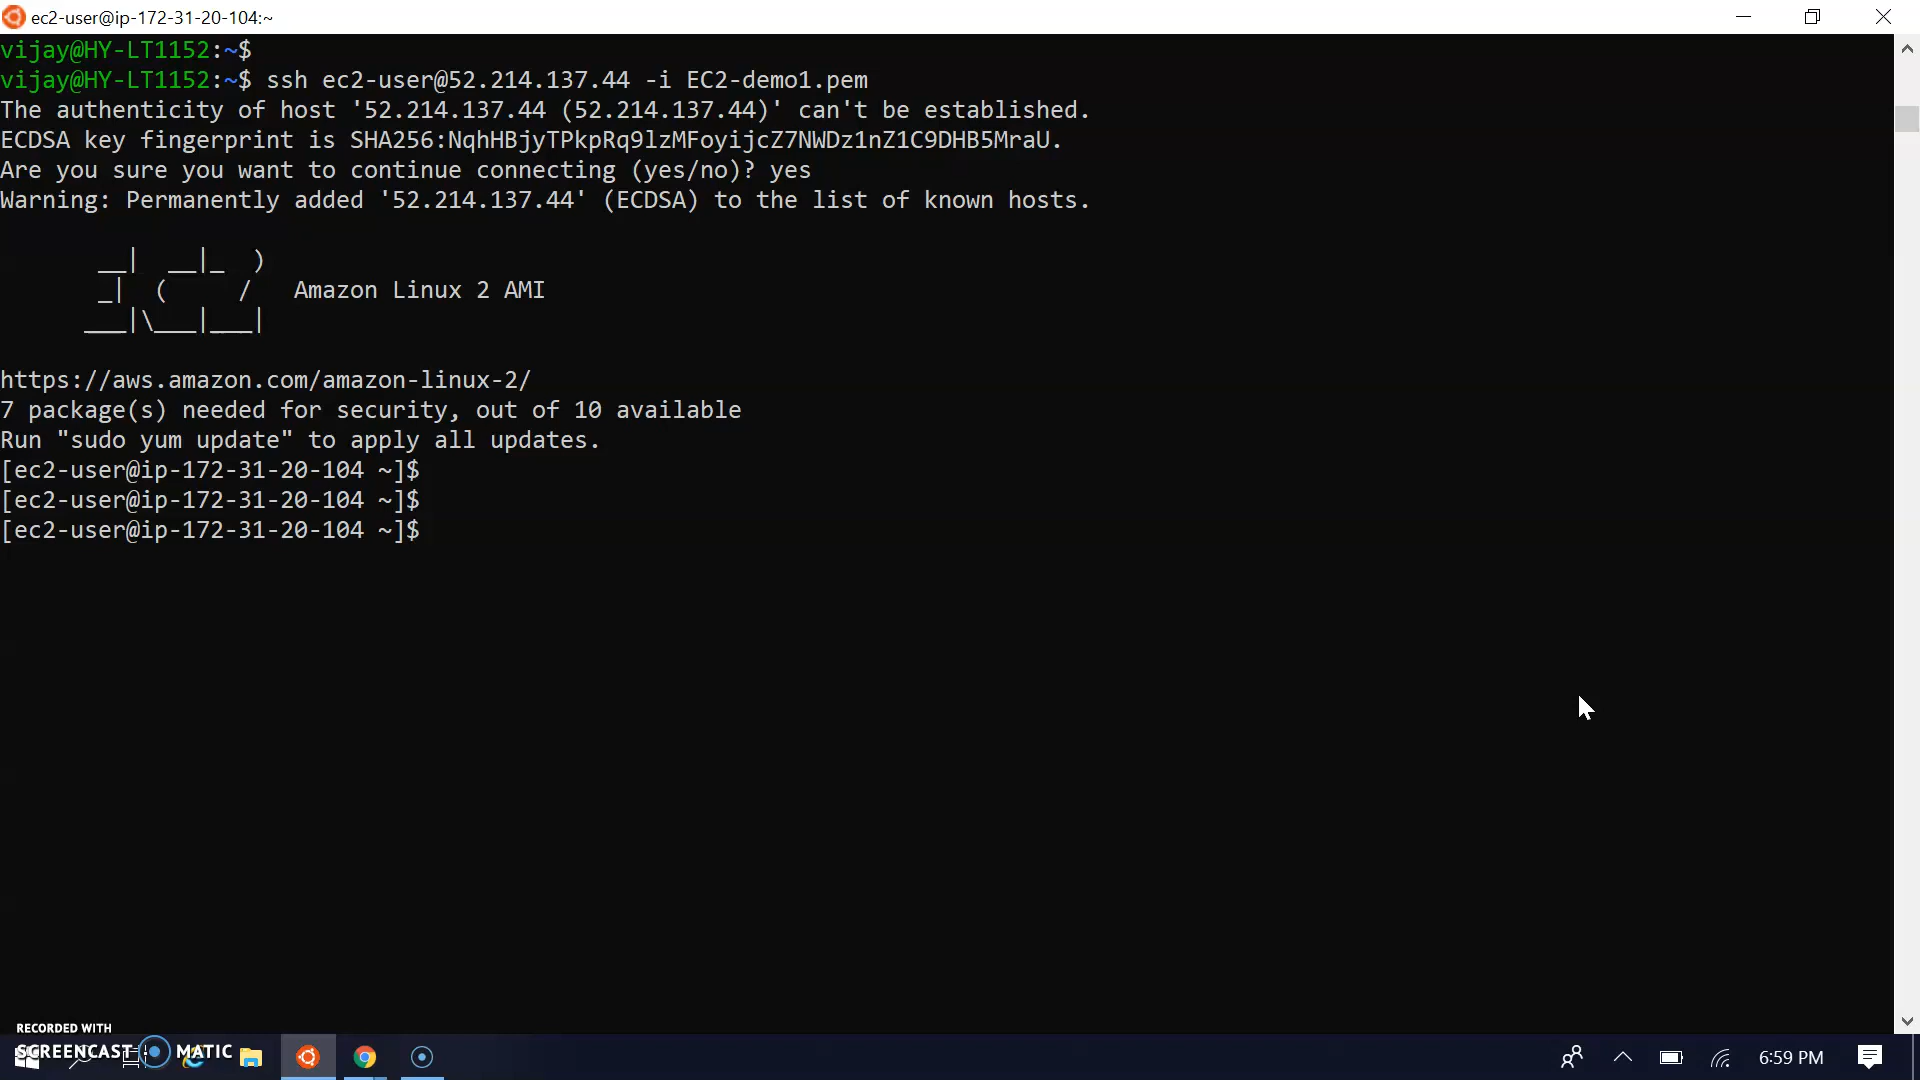 ec2-user@ip-172-31-20-104:~
vijay@HY-LT1152:~$
vijay@HY-LT1152:~$ ssh ec2-user@52.214.137.44 -i EC2-demo1.pem
The authenticity of host '52.214.137.44 (52.214.137.44)' can't be established.
ECDSA key fingerprint is SHA256:NqhHBjyTPkpRq9lzMFoyijcZ7NWDz1nZ1C9DHB5MraU.
Are you sure you want to continue connecting (yes/no)? yes
Warning: Permanently added '52.214.137.44' (ECDSA) to the list of known hosts.
       __|  __|_  )
       _|  (     /   Amazon Linux 2 AMI
      ___|\___|___|
https://aws.amazon.com/amazon-linux-2/
7 package(s) needed for security, out of 10 available
Run "sudo yum update" to apply all updates.
[ec2-user@ip-172-31-20-104 ~]$
[ec2-user@ip-172-31-20-104 ~]$
[ec2-user@ip-172-31-20-104 ~]$
RECORDED WITH
SCREENCAST MATIC
6:59 PM